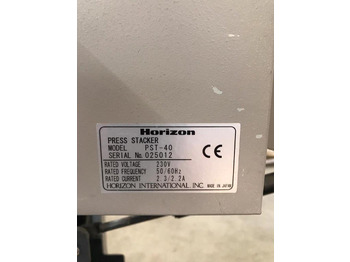 Horizon
PRESS STACKER
MODEL PST-40
SERIAL No. 025012
RATED VOLTAGE 230V
RATED FREQUENCY 50/60Hz
RATED CURRENT 2.3/2.2A
HORIZON INTERNATIONAL INC. MADE IN JAPAN
CE